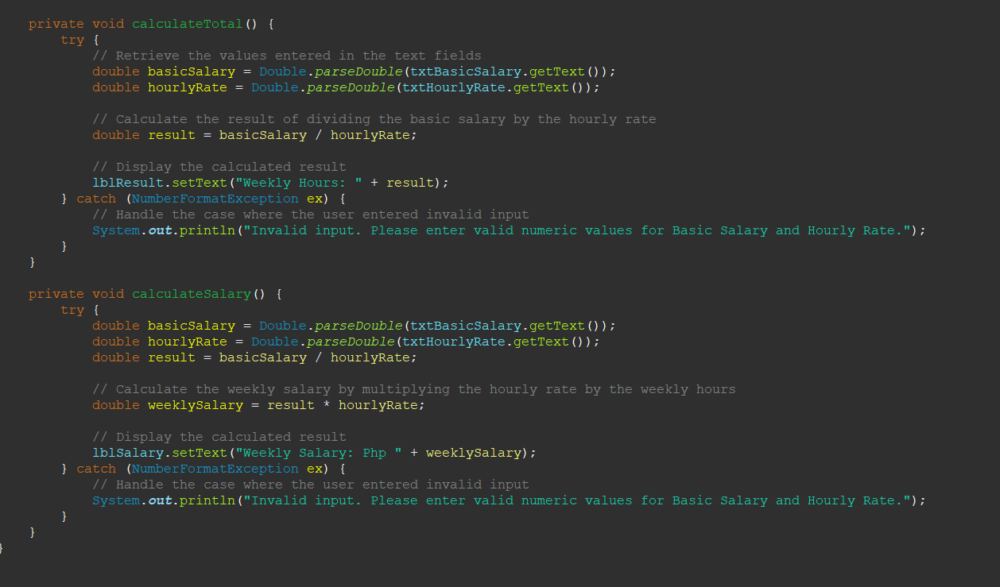 private void calculateTotal() {
try {
// Retrieve the values entered in the text fields
double basicSalary = Double.parseDouble(txtBasicSalary.getText());
double hourlyRate = Double.parseDouble(txtHourlyRate.getText());
// Calculate the result of dividing the basic salary by the hourly rate
double result = basicSalary / hourlyRate;
// Display the calculated result
lblResult.setText("Weekly Hours: " + result);
} catch (NumberFormatException ex) {
// Handle the case where the user entered invalid input
System.out.println("Invalid input. Please enter valid numeric values for Basic Salary and Hourly Rate.");
}
}
private void calculateSalary() {
try {
double basicSalary = Double.parseDouble(txtBasicSalary.getText());
double hourlyRate = Double.parseDouble(txtHourlyRate.getText());
double result = basicSalary / hourlyRate;
// Calculate the weekly salary by multiplying the hourly rate by the weekly hours
double weeklySalary = result * hourlyRate;
// Display the calculated result
lblSalary.setText("Weekly Salary: Php " + weeklySalary);
} catch (NumberFormatException ex) {
// Handle the case where the user entered invalid input
System.out.println("Invalid input. Please enter valid numeric values for Basic Salary and Hourly Rate.");
}
}
}